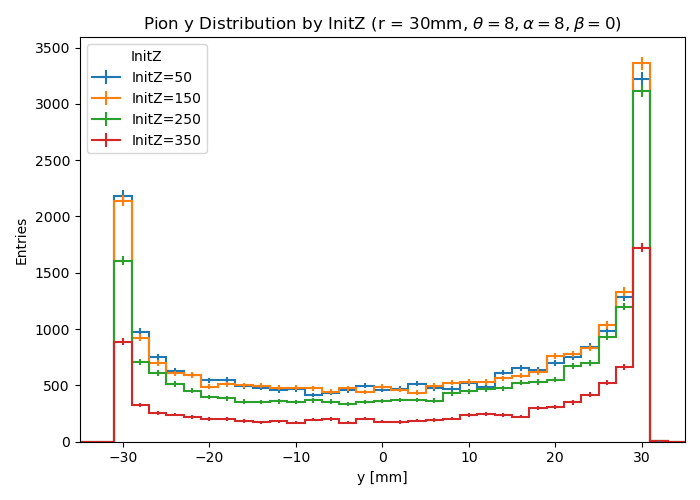 Pion y Distribution by InitZ (r = 30mm, θ = 8, α = 8, β = 0)
InitZ
InitZ=50
InitZ=150
InitZ=250
InitZ=350
Entries
3500
3000
2500
2000
1500
1000
500
0
−30 −20 −10 0 10 20 30
y [mm]